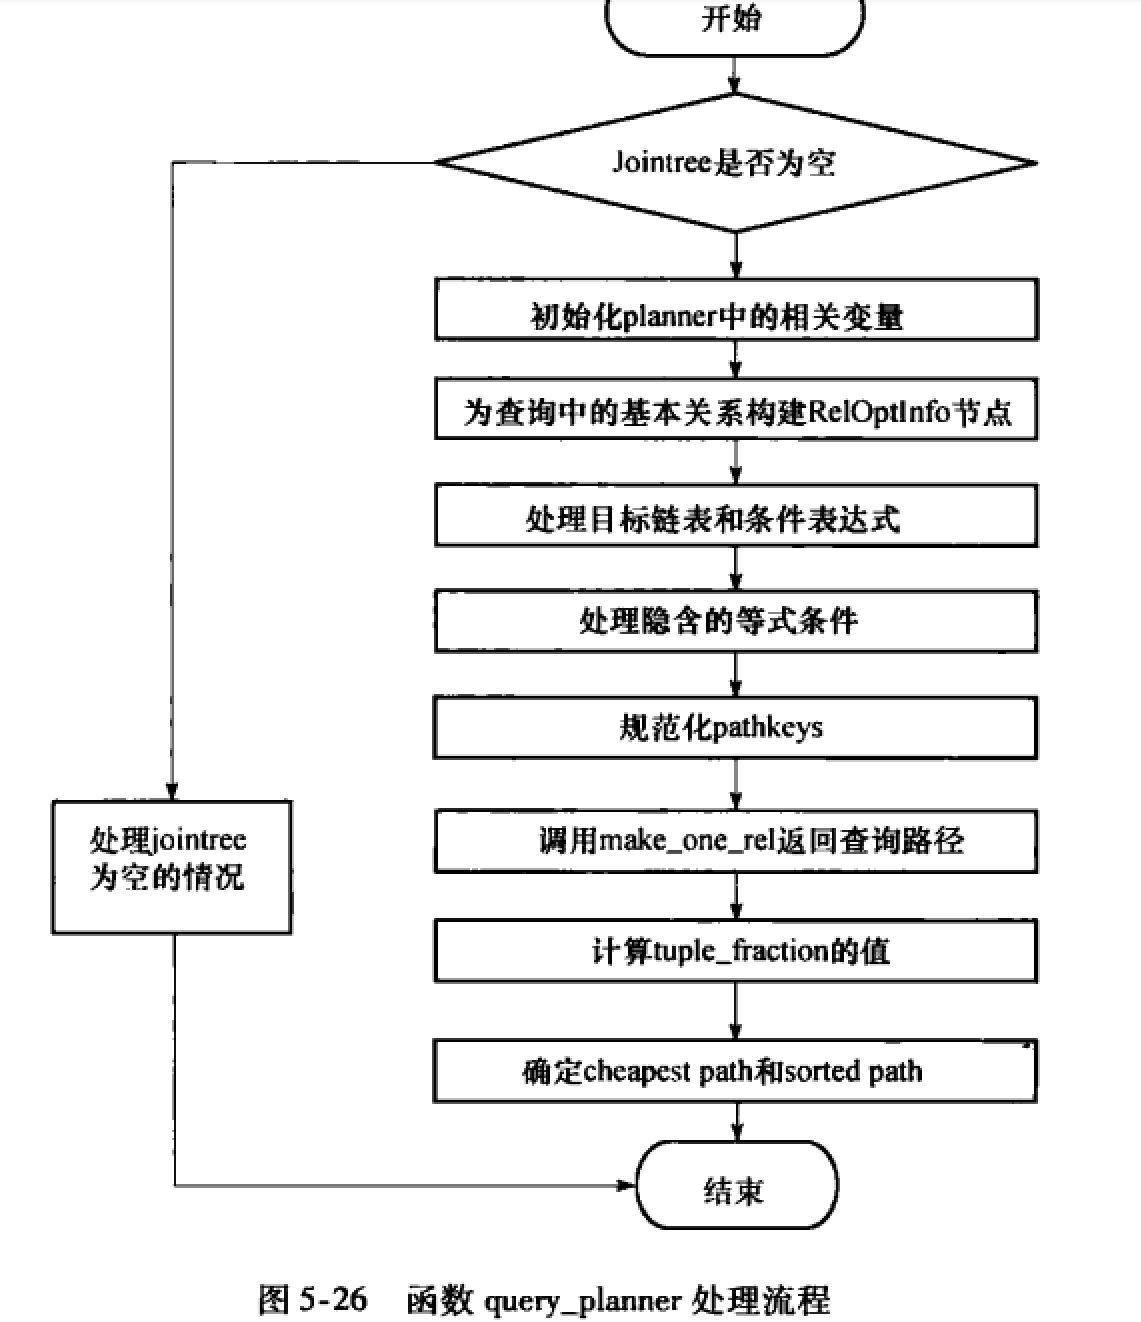 开始
Jointree是否为空
初始化planner中的相关变量
为查询中的基本关系构建RelOptInfo节点
处理目标链表和条件表达式
处理隐含的等式条件
规范化pathkeys
处理jointree
为空的情况
调用make_one_rel返回查询路径
计算tuple_fraction的值
确定cheapest path和sorted path
结束
图 5-26 函数 query_planner 处理流程